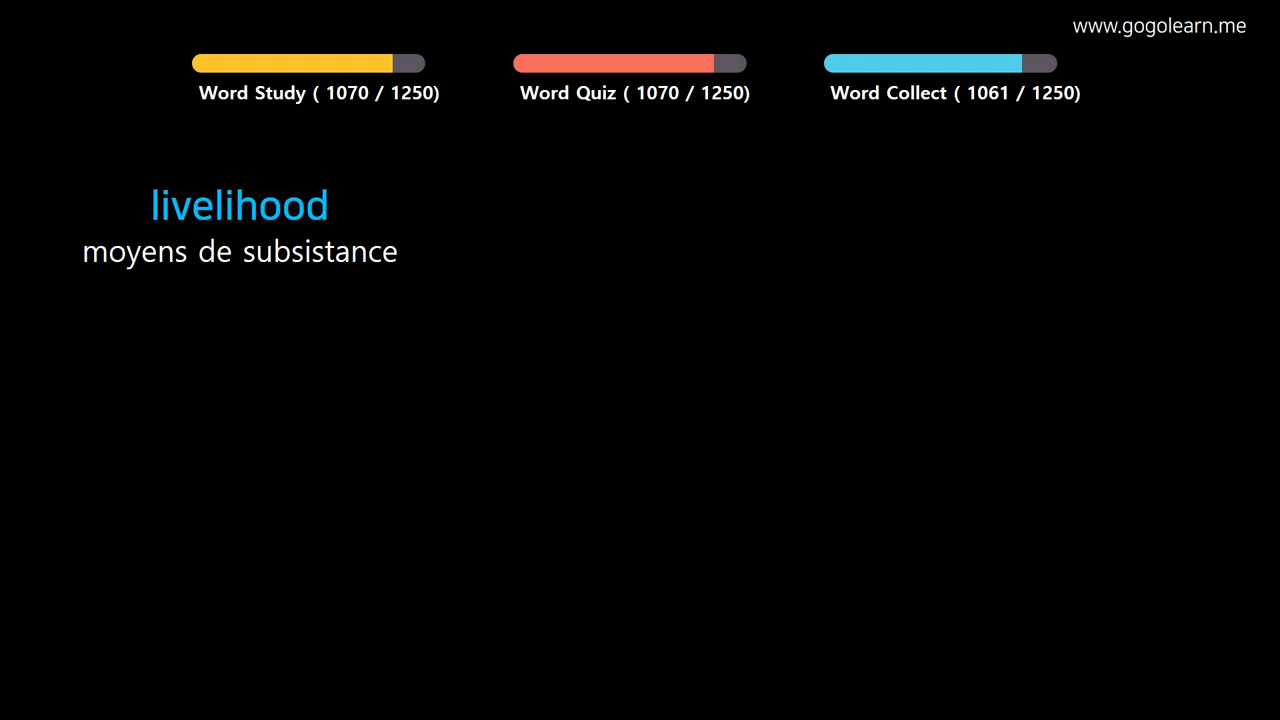 www.gogolearn.me
Word Study ( 1070 / 1250)
Word Quiz ( 1070 / 1250)
Word Collect ( 1061 / 1250)
livelihood
moyens de subsistance